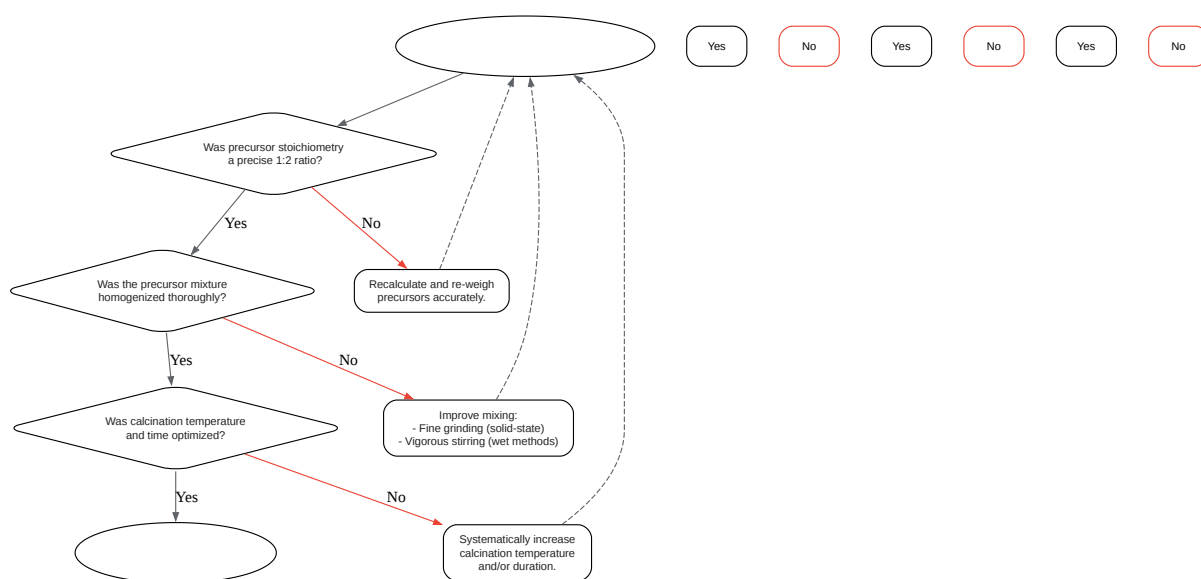 Yes
No
Yes
No
Yes
No
Was precursor stoichiometry
a precise 1:2 ratio?
Yes
No
Was the precursor mixture
homogenized thoroughly?
Recalculate and re-weigh
precursors accurately.
Yes
No
Was calcination temperature
and time optimized?
Improve mixing:
- Fine grinding (solid-state)
- Vigorous stirring (wet methods)
Yes
No
Systematically increase
calcination temperature
and/or duration.